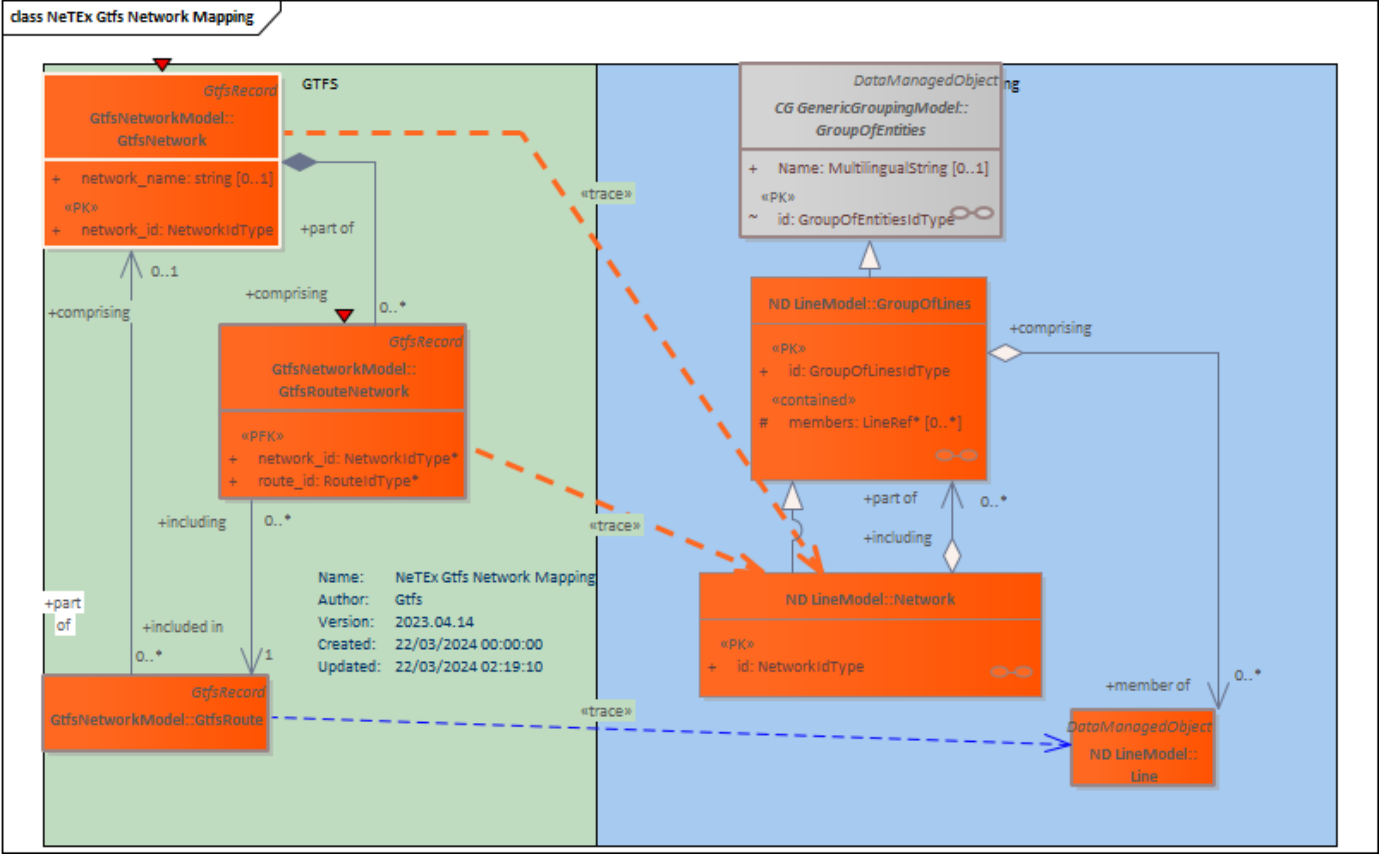 class NeTEx Gtfs Network Mapping
GTFS
ng
GtfsRecord
GtfsNetworkModel::
GtfsNetwork
+ network_name: string [0..1]
«PK»
+ network_id: NetworkIdType
+part of
0..1
+comprising
+comprising
0..*
GtfsRecord
GtfsNetworkModel::
GtfsRouteNetwork
«PFK»
+ network_id: NetworkIdType*
+ route_id: RouteIdType*
+including
0..*
Name: NeTEx Gtfs Network Mapping
Author: Gtfs
Version: 2023.04.14
Created: 22/03/2024 00:00:00
Updated: 22/03/2024 02:19:10
+part
of
+included in
0..*
1
GtfsRecord
GtfsNetworkModel::GtfsRoute
«trace»
«trace»
«trace»
DataManagedObject
CG GenericGroupingModel::
GroupOfEntities
+ Name: MultilingualString [0..1]
«PK»
~ id: GroupOfEntitiesIdType
ND LineModel::GroupOfLines
«PK»
+ id: GroupOfLinesIdType
«contained»
# members: LineRef* [0..*]
+comprising
+part of
0..*
+including
ND LineModel::Network
«PK»
+ id: NetworkIdType
+member of
0..*
DataManagedObject
ND LineModel::
Line